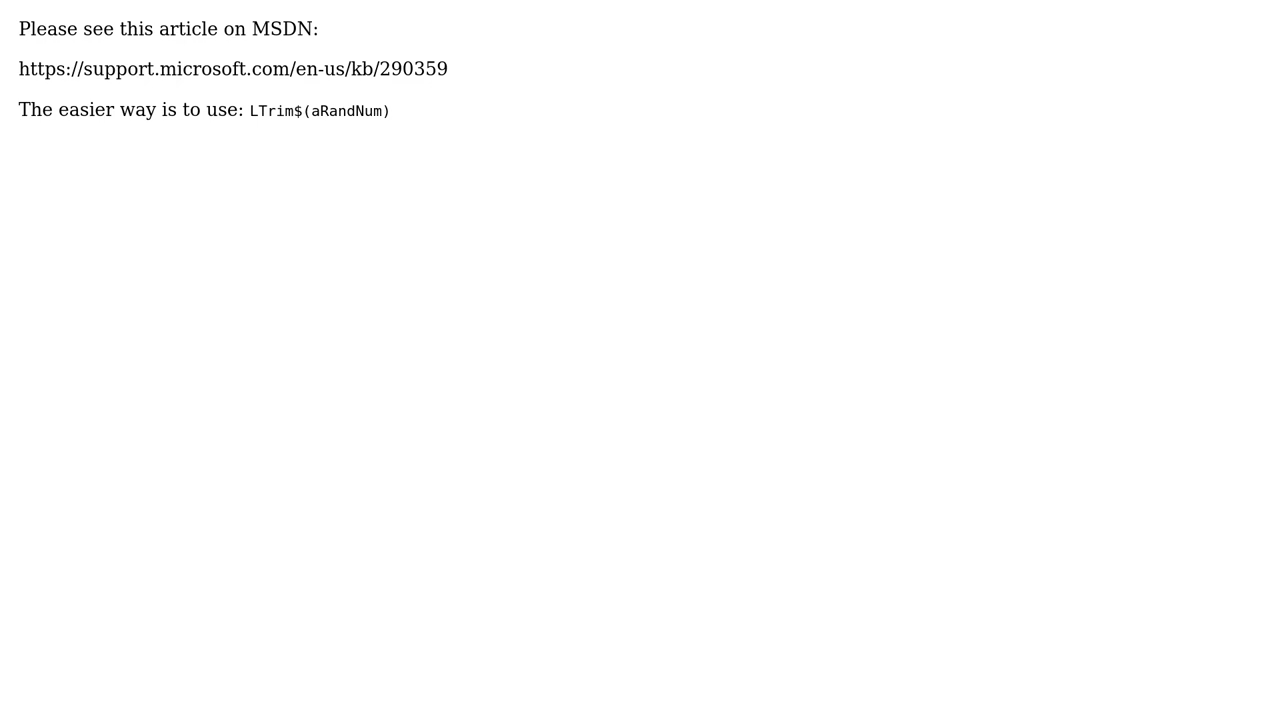 Please see this article on MSDN:
https://support.microsoft.com/en-us/kb/290359
The easier way is to use: LTrim$(aRandNum)